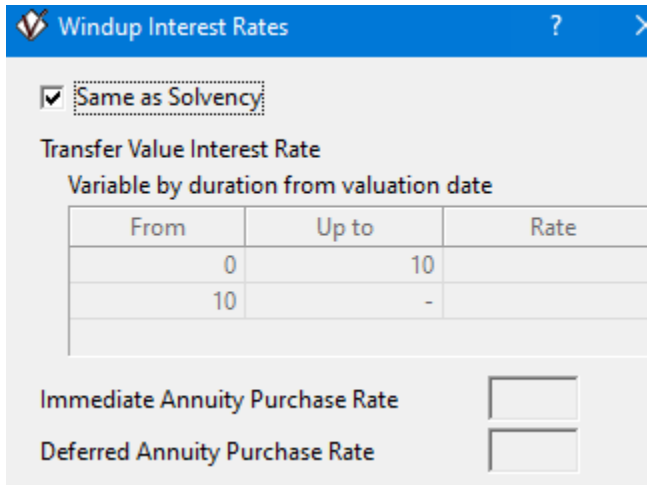 Windup Interest Rates ? ×
Same as Solvency
Transfer Value Interest Rate
Variable by duration from valuation date
From Up to Rate
0 10
10 -
Immediate Annuity Purchase Rate
Deferred Annuity Purchase Rate